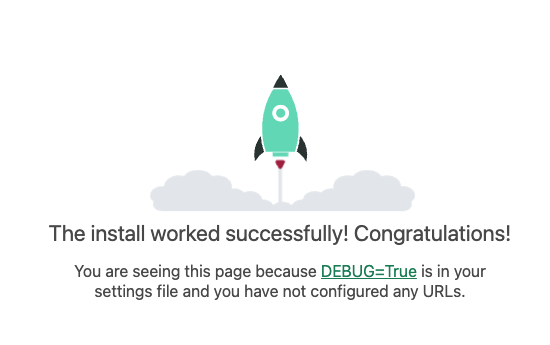 The install worked successfully! Congratulations!
You are seeing this page because DEBUG=True is in your
settings file and you have not configured any URLs.